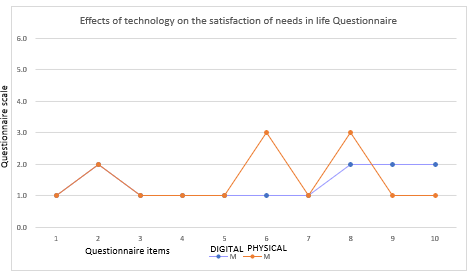 Effects of technology on the satisfaction of needs in life Questionnaire
Questionnaire scale
6.0
5.0
4.0
3.0
2.0
1.0
0.0
1 2 3 4 5 6 7 8 9 10
Questionnaire items
DIGITAL PHYSICAL
M M